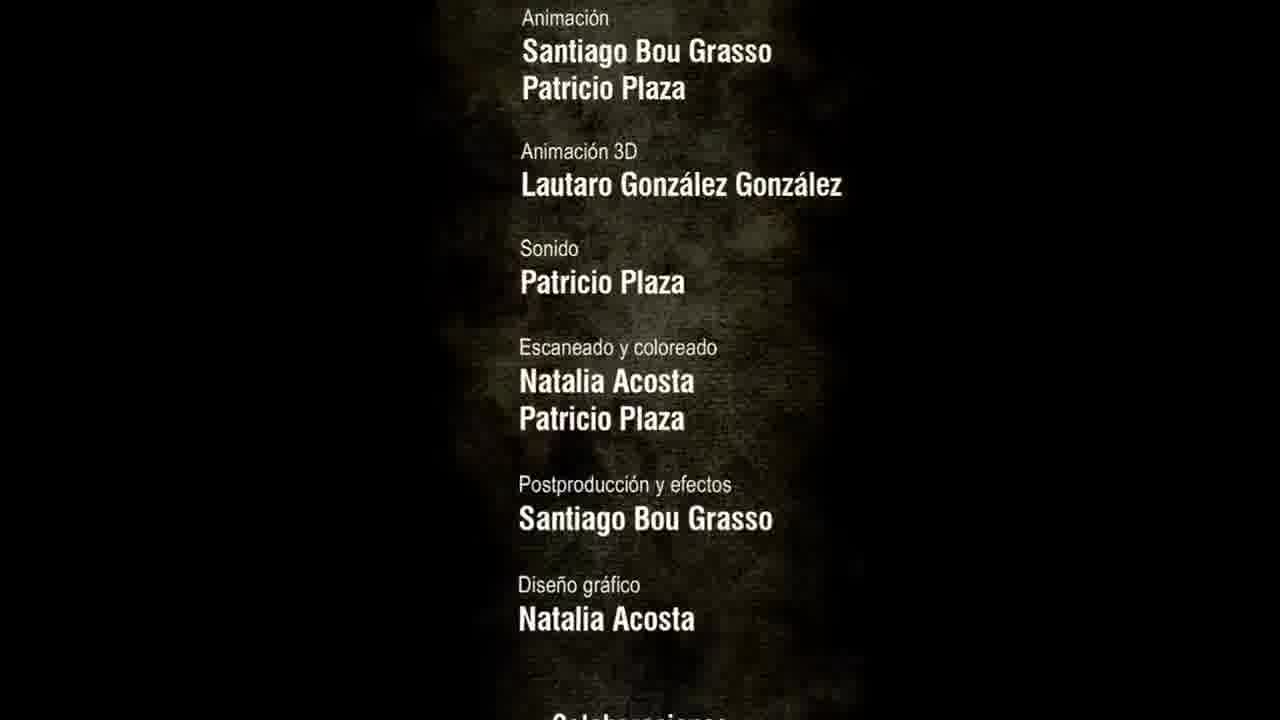 Animación
Santiago Bou Grasso
Patricio Plaza
Animación 3D
Lautaro González González
Sonido
Patricio Plaza
Escaneado y coloreado
Natalia Acosta
Patricio Plaza
Postproducción y efectos
Santiago Bou Grasso
Diseño gráfico
Natalia Acosta